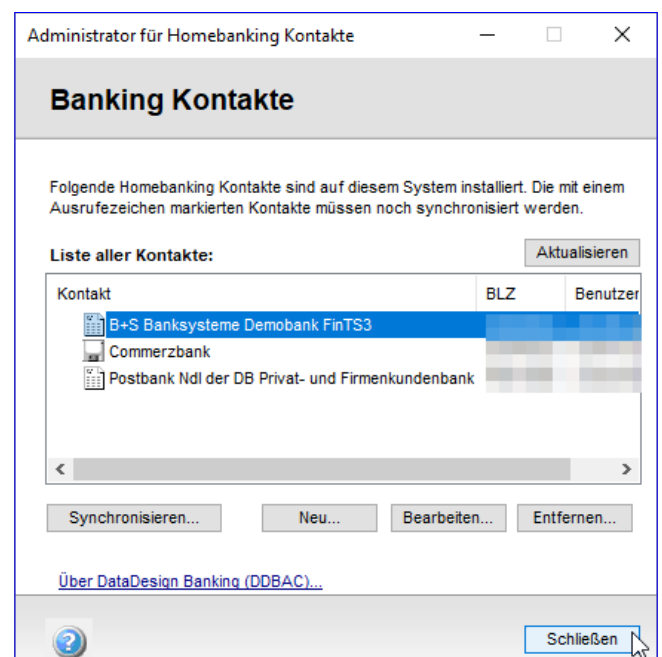 Administrator für Homebanking Kontakte
Banking Kontakte
Folgende Homebanking Kontakte sind auf diesem System installiert. Die mit einem
Ausrufezeichen markierten Kontakte müssen noch synchronisiert werden.
Liste aller Kontakte: Aktualisieren
Kontakt BLZ Benutzer
B+S Banksysteme Demobank FinTS3
Commerzbank
Postbank Ndl der DB Privat- und Firmenkundenbank
Synchronisieren... Neu... Bearbeiten... Entfernen...
Über DataDesign Banking (DDBAC)...
Schließen